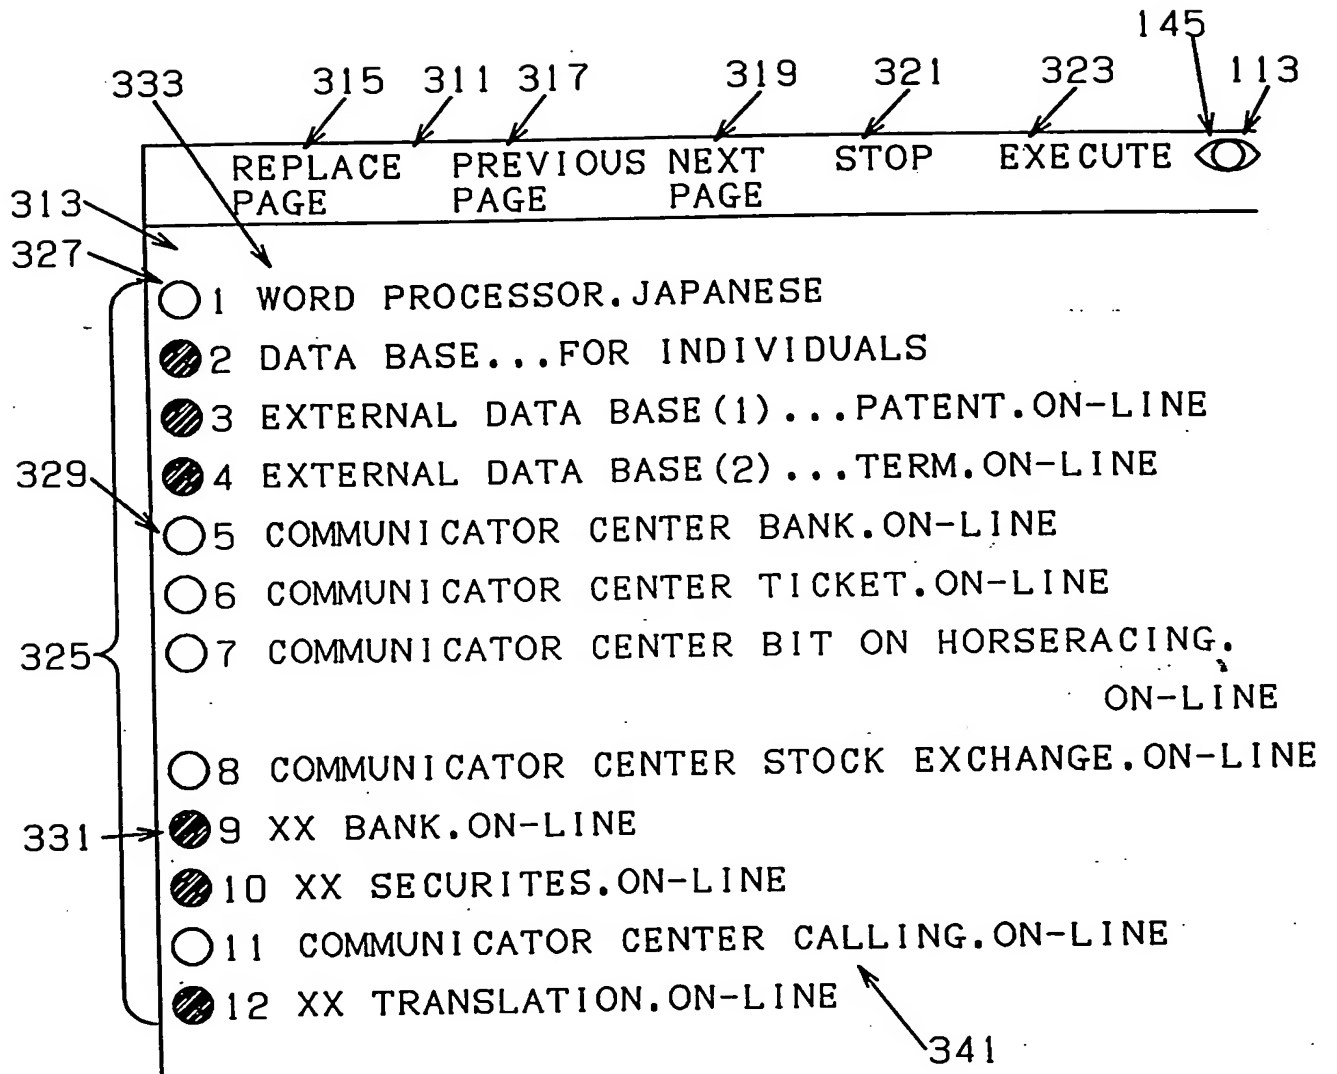 145
333 315 311 317 319 321 323 113
REPLACE PREVIOUS NEXT STOP EXECUTE
PAGE PAGE PAGE
313
327
1 WORD PROCESSOR.JAPANESE
2 DATA BASE...FOR INDIVIDUALS
3 EXTERNAL DATA BASE(1)...PATENT.ON-LINE
329
4 EXTERNAL DATA BASE(2)...TERM.ON-LINE
5 COMMUNICATOR CENTER BANK.ON-LINE
6 COMMUNICATOR CENTER TICKET.ON-LINE
325
7 COMMUNICATOR CENTER BIT ON HORSERACING.
ON-LINE
8 COMMUNICATOR CENTER STOCK EXCHANGE.ON-LINE
331
9 XX BANK.ON-LINE
10 XX SECURITES.ON-LINE
11 COMMUNICATOR CENTER CALLING.ON-LINE
12 XX TRANSLATION.ON-LINE
341